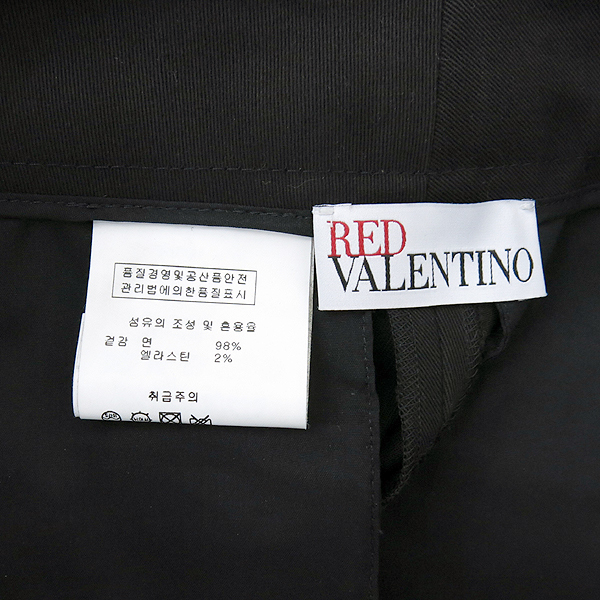 품질경영및공산품안전
관리법에의한품질표시
섬유의 조성 및 혼용율
겉감 면 98%
엘라스틴 2%
취급주의
RED
VALENTINO